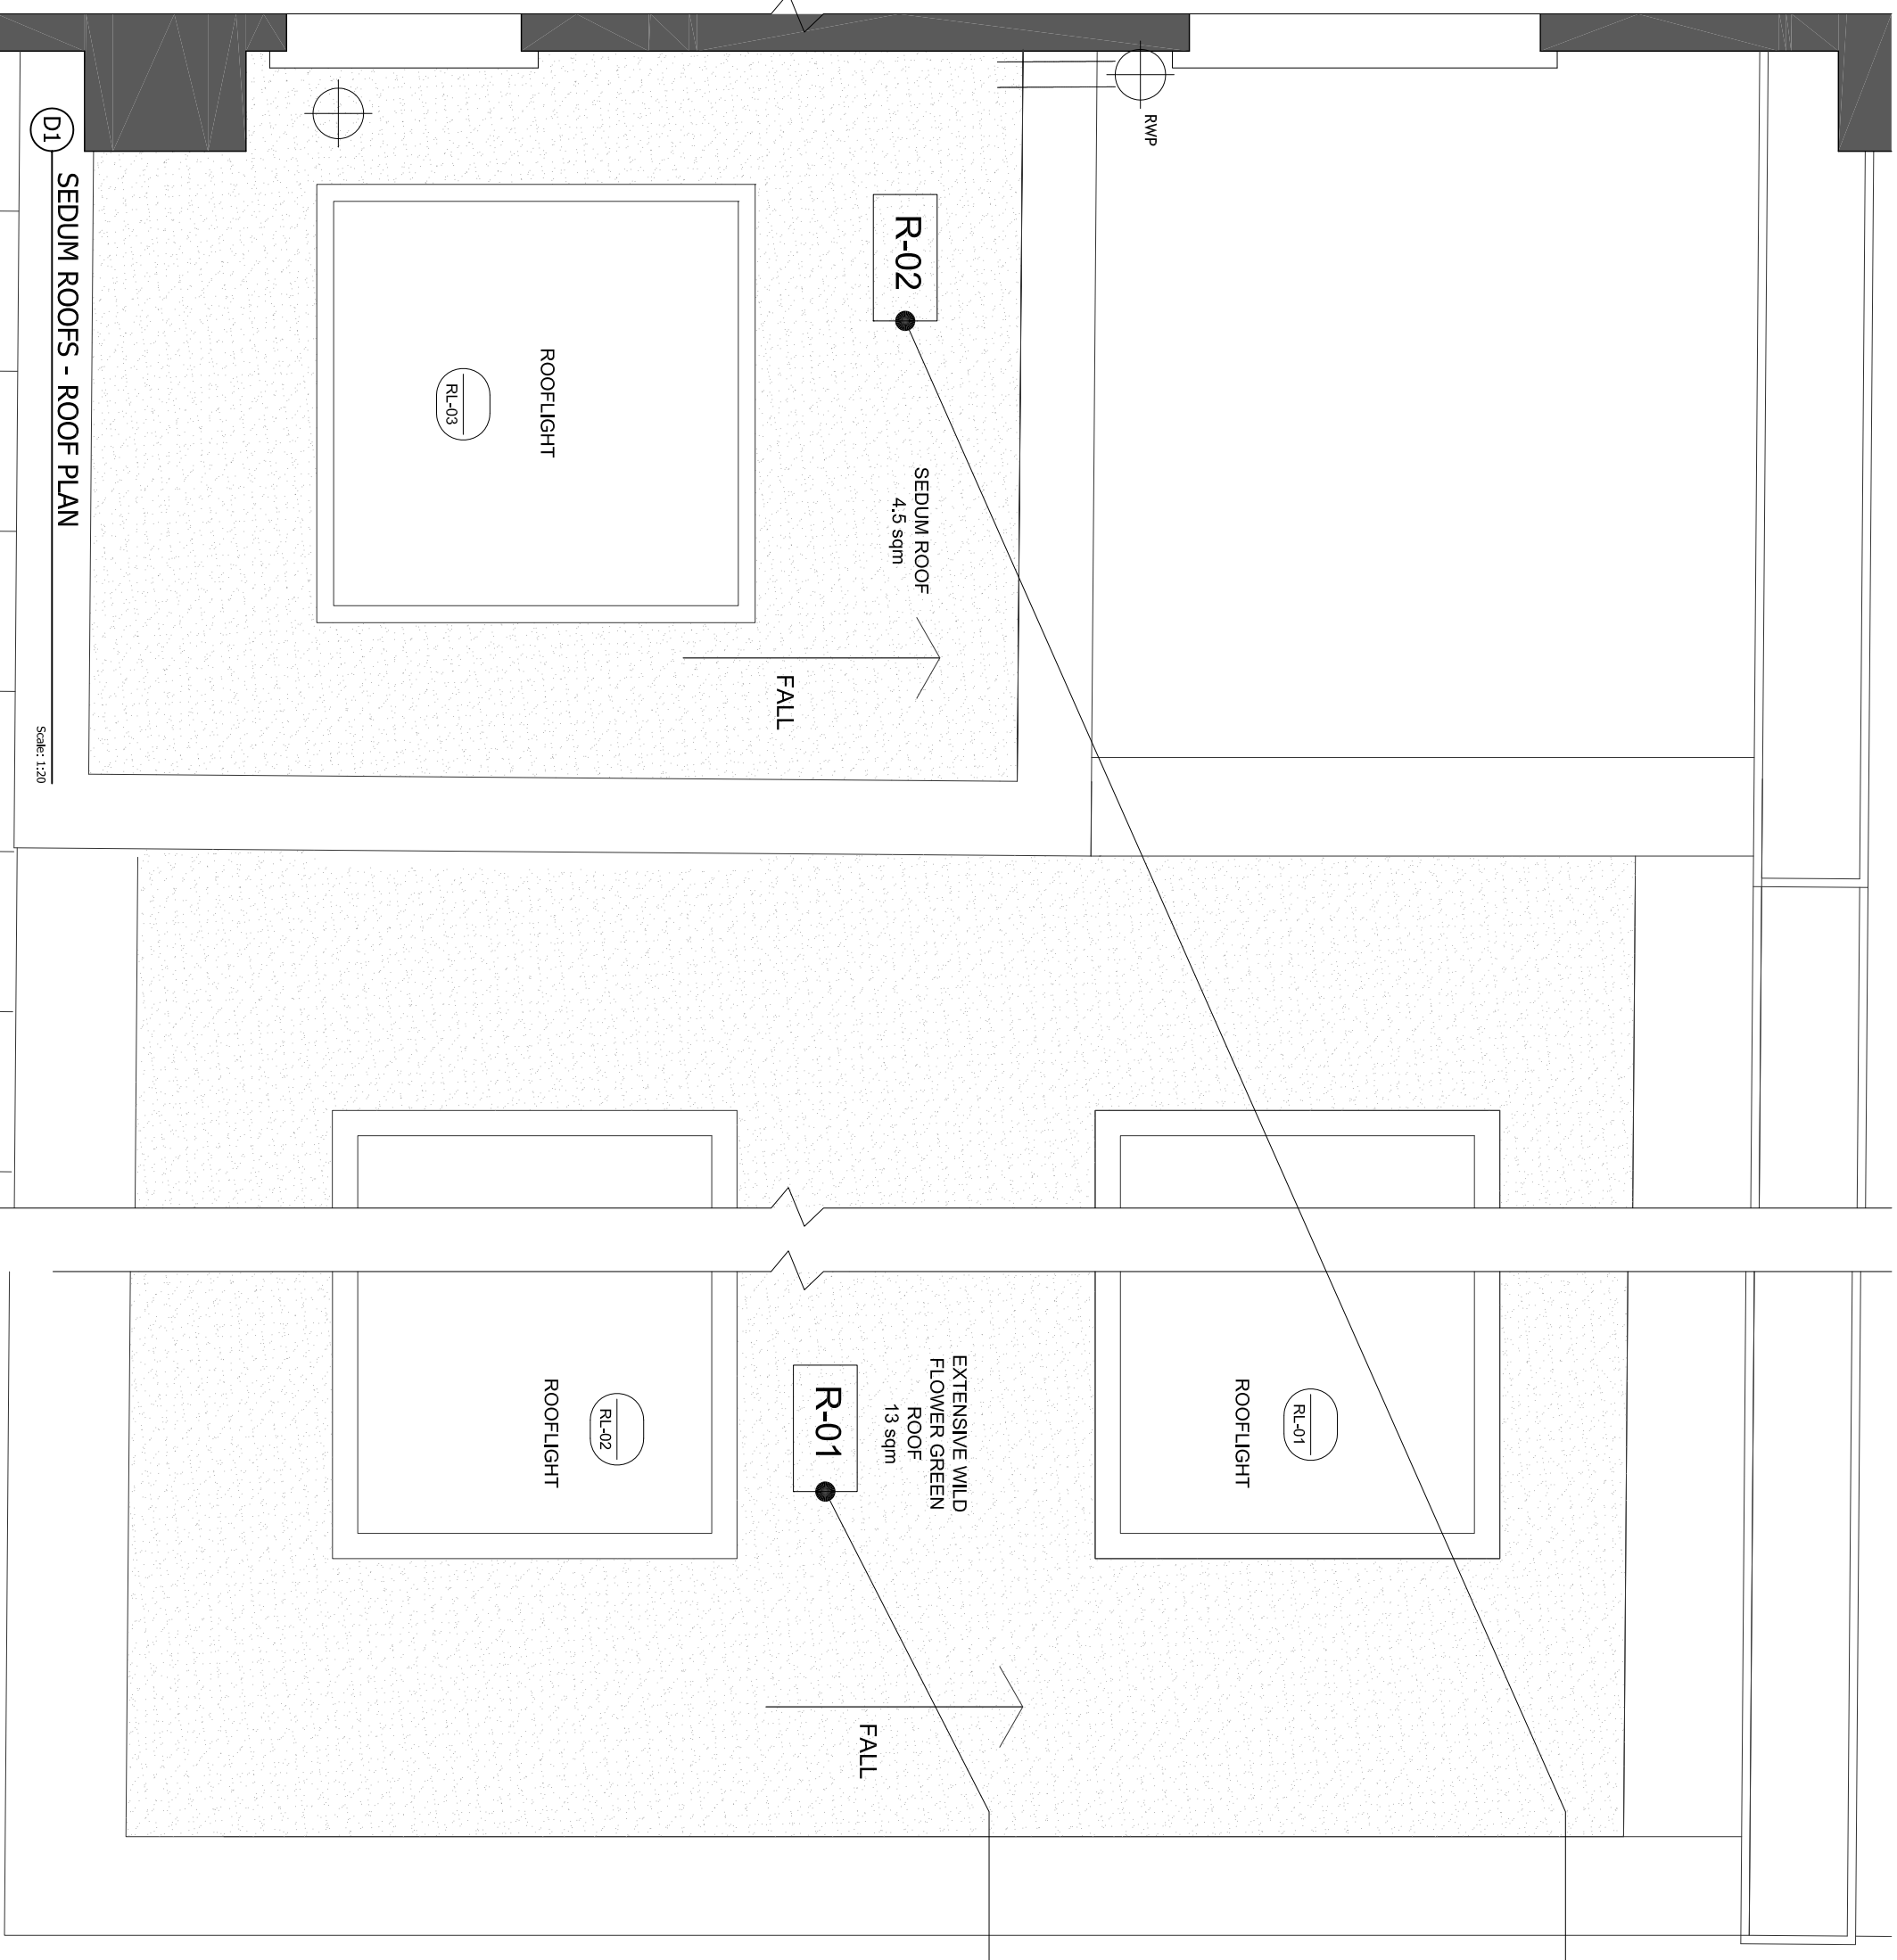 D1
SEDUM ROOFS - ROOF PLAN
Scale: 1:20
RWP
R-02
ROOFLIGHT
RL-03
SEDUM ROOF
4.5 sqm
FALL
EXTENSIVE WILD
FLOWER GREEN
ROOF
13 sqm
R-01
RL-01
ROOFLIGHT
RL-02
ROOFLIGHT
FALL